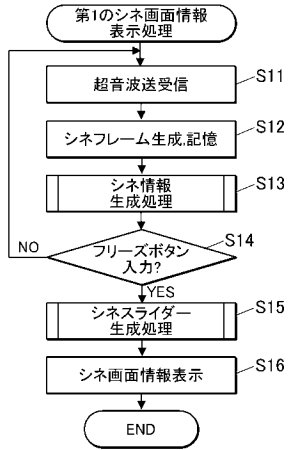 第1のシネ画面情報
表示処理
超音波送受信
S11
シネフレーム生成,記憶
S12
シネ情報
生成処理
S13
フリーズボタン
入力?
S14
NO
YES
シネスライダー
生成処理
S15
シネ画面情報表示
S16
END